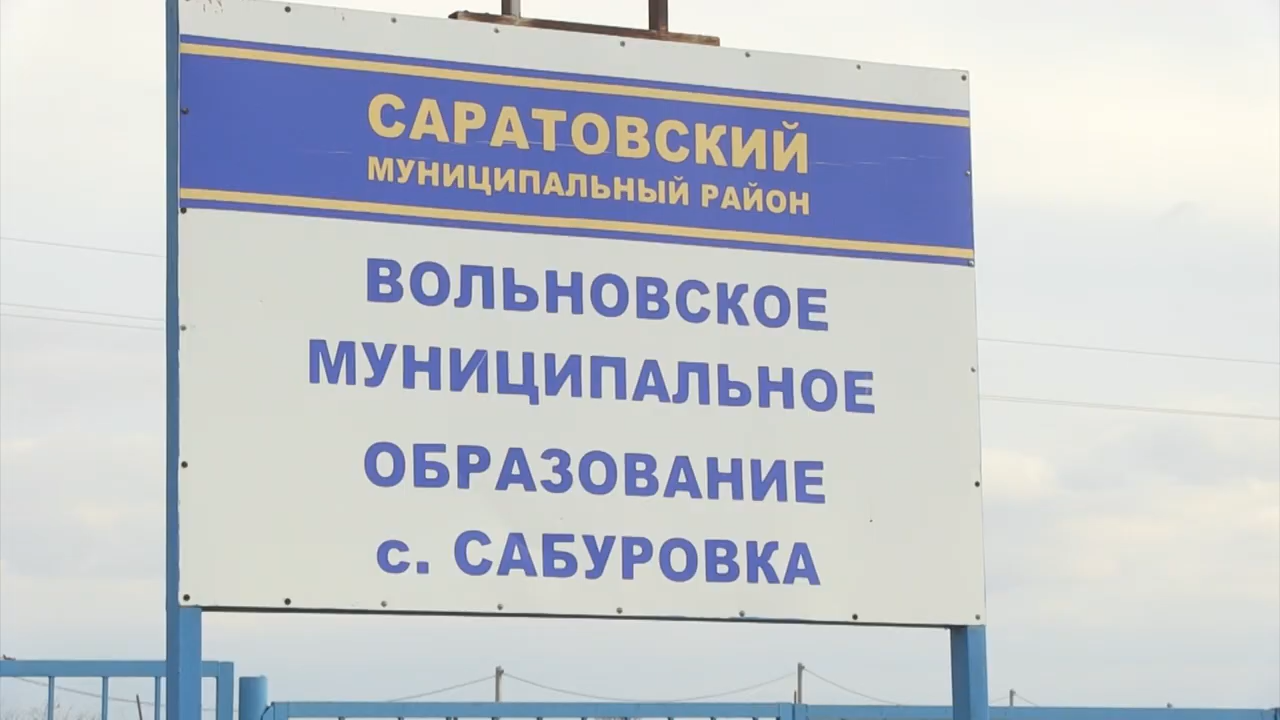 САРАТОВСКИЙ
МУНИЦИПАЛЬНЫЙ РАЙОН
ВОЛЬНОВСКОЕ
МУНИЦИПАЛЬНОЕ
ОБРАЗОВАНИЕ
с. САБУРОВКА